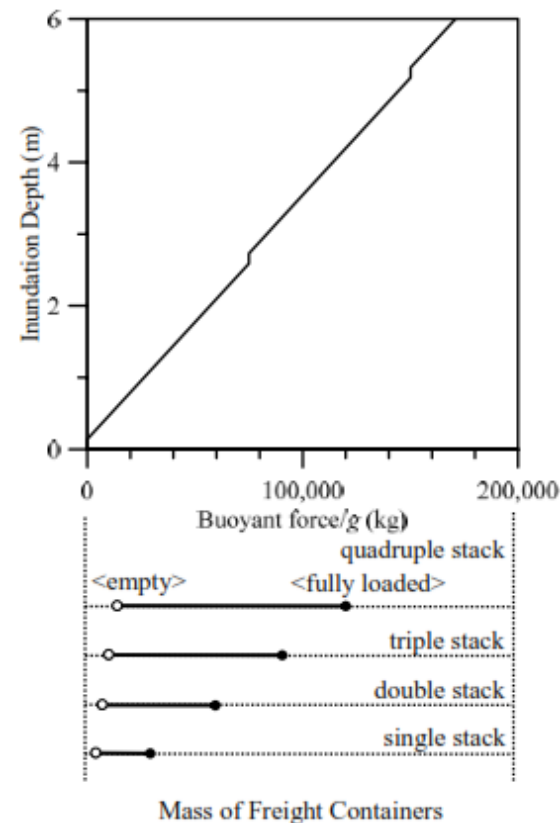 6
4
2
0
Inundation Depth (m)
0 100,000 200,000
Buoyant force/g (kg)
quadruple stack
<empty> <fully loaded>
triple stack
double stack
single stack
Mass of Freight Containers